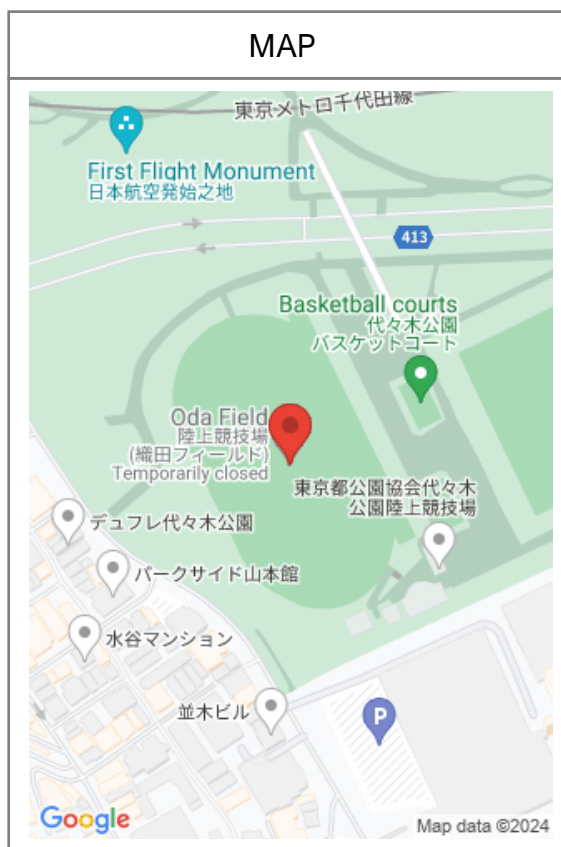 MAP
東京メトロ千代田線
First Flight Monument
日本航空発始之地
413
Basketball courts
代々木公園
バスケットコート
Oda Field
陸上競技場
(織田フィールド)
Temporarily closed
東京都公園協会代々木
公園陸上競技場
デュフレ代々木公園
パークサイド山本館
水谷マンション
並木ビル
P
Google
Map data ©2024